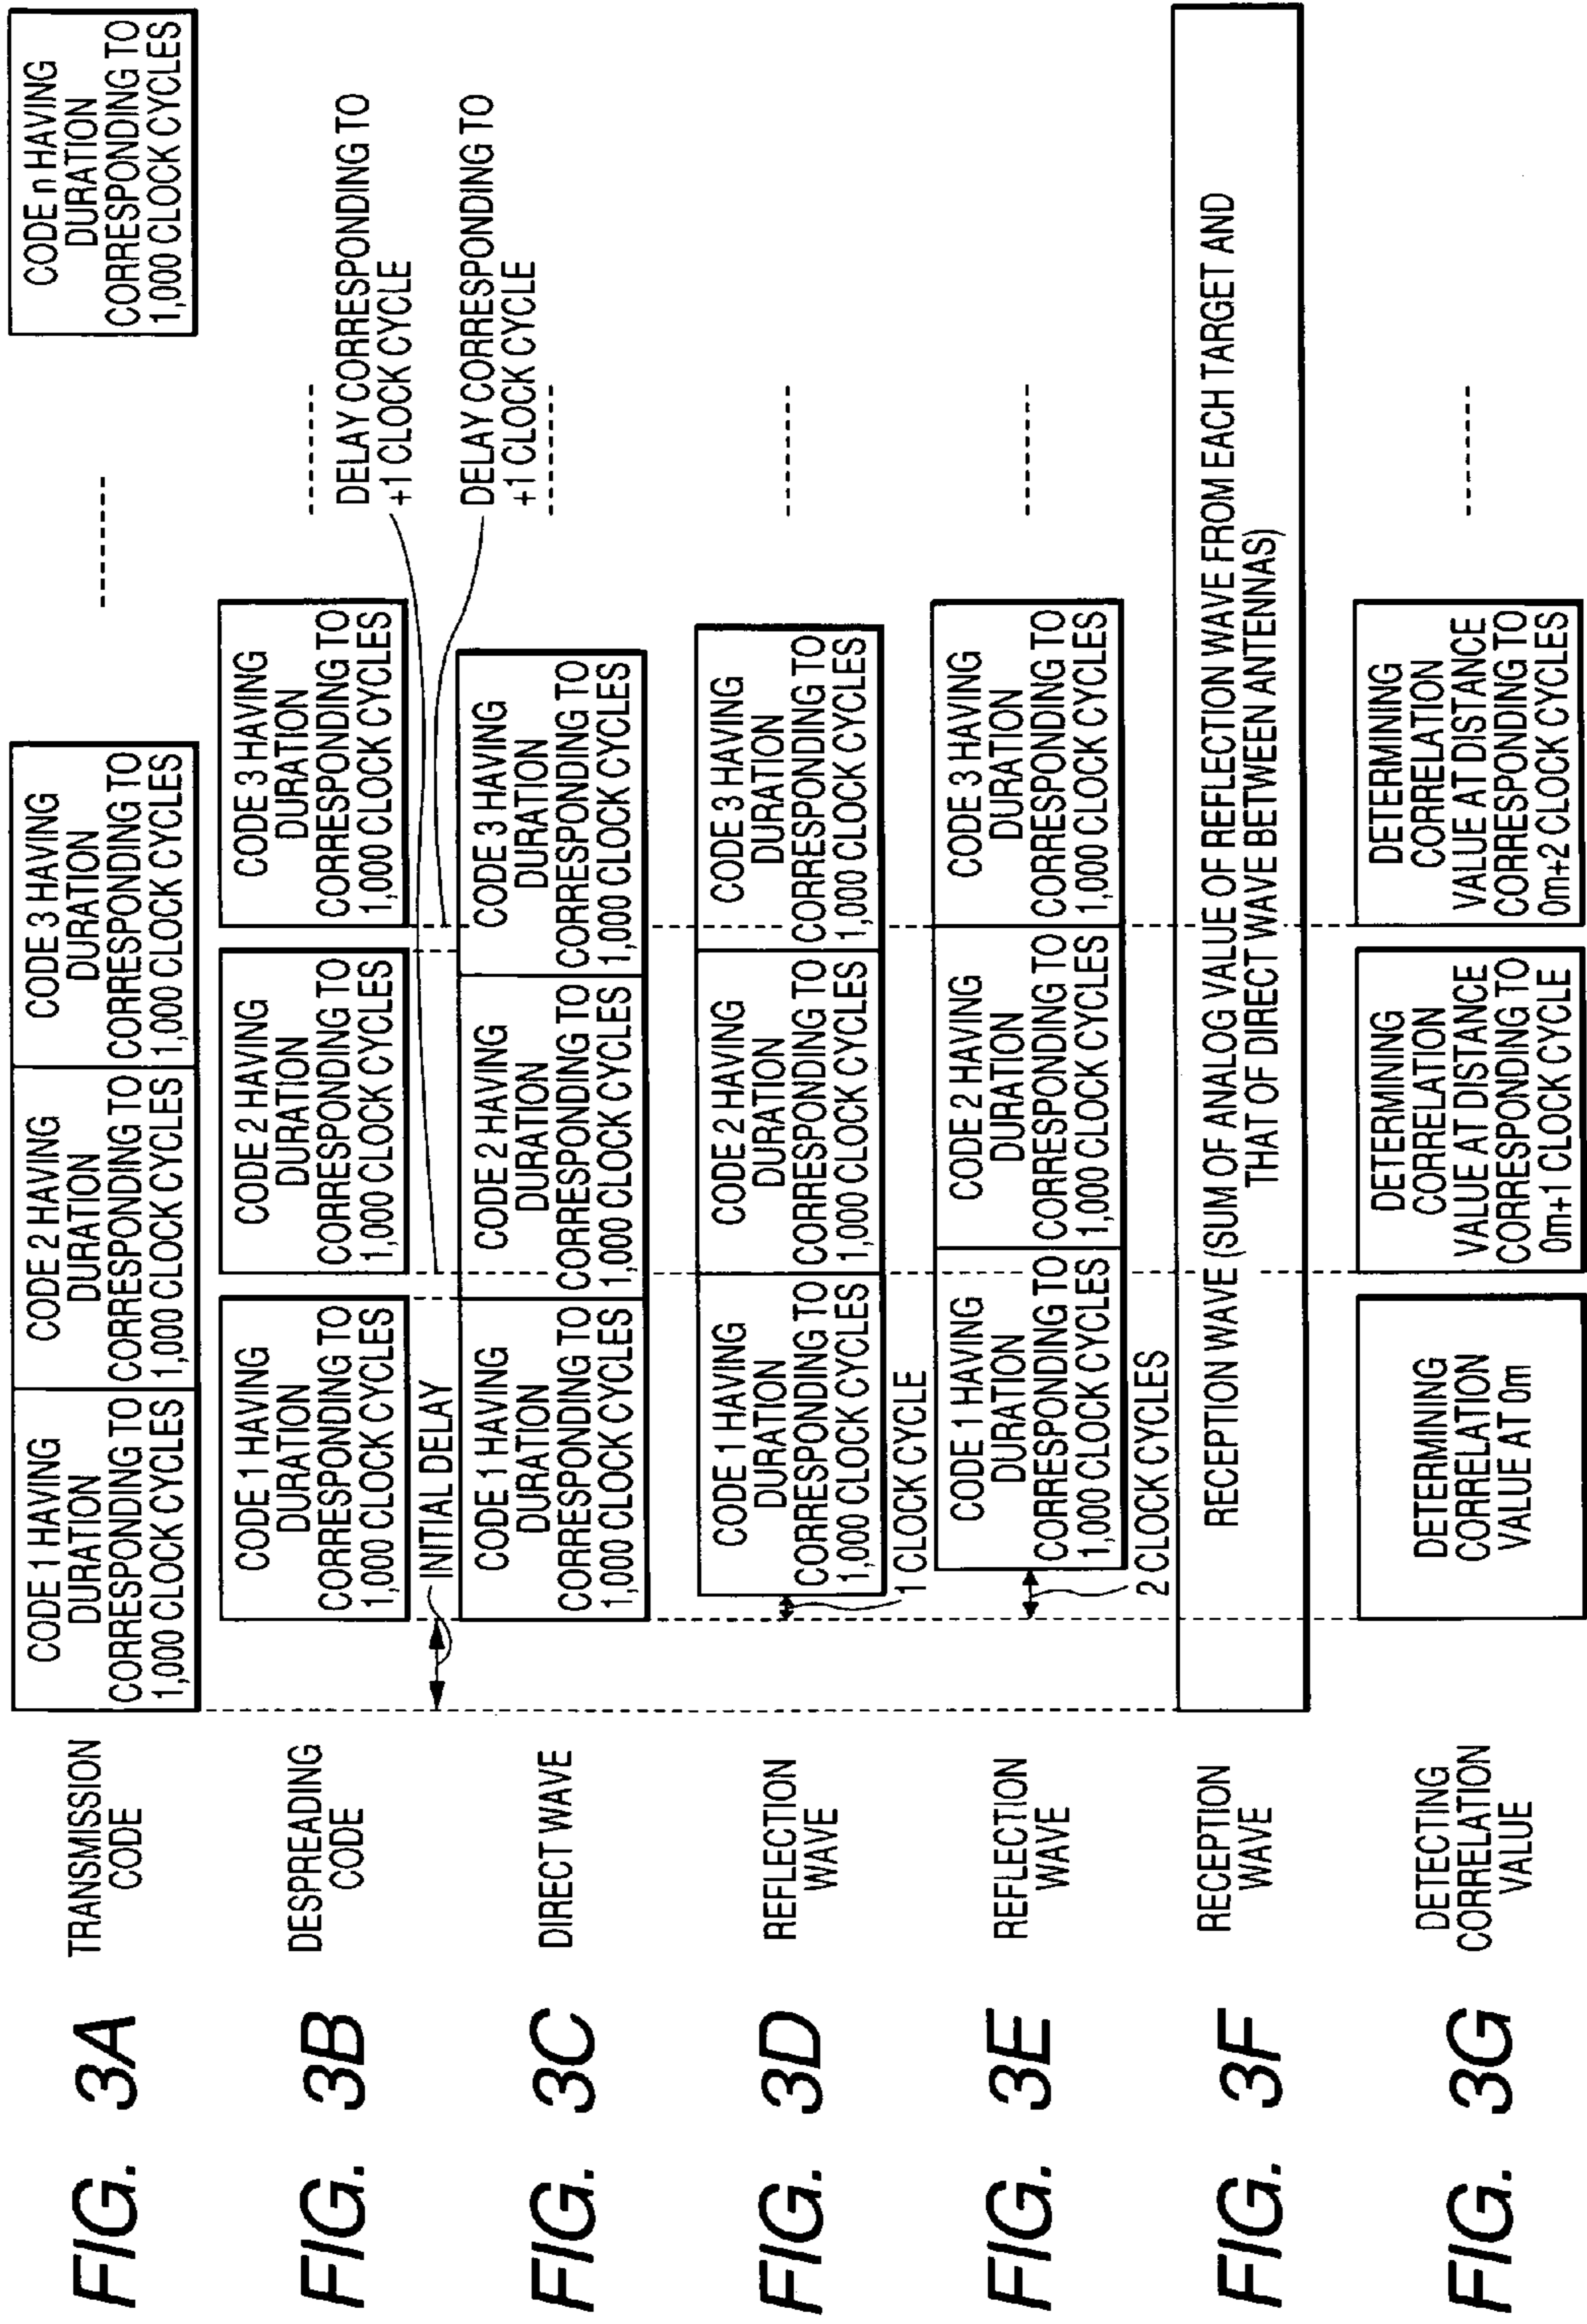 FIG. 3A
TRANSMISSION
CODE
CODE 1 HAVING
DURATION
CORRESPONDING TO
1,000 CLOCK CYCLES
CODE 2 HAVING
DURATION
CORRESPONDING TO
1,000 CLOCK CYCLES
CODE 3 HAVING
DURATION
CORRESPONDING TO
1,000 CLOCK CYCLES
CODE n HAVING
DURATION
CORRESPONDING TO
1,000 CLOCK CYCLES
FIG. 3B
DESPREADING
CODE
CODE 1 HAVING
DURATION
CORRESPONDING TO
1,000 CLOCK CYCLES
CODE 2 HAVING
DURATION
CORRESPONDING TO
1,000 CLOCK CYCLES
CODE 3 HAVING
DURATION
CORRESPONDING TO
1,000 CLOCK CYCLES
DELAY CORRESPONDING TO
+1 CLOCK CYCLE
INITIAL DELAY
DELAY CORRESPONDING TO
+1 CLOCK CYCLE
FIG. 3C
DIRECT WAVE
CODE 1 HAVING
DURATION
CORRESPONDING TO
1,000 CLOCK CYCLES
CODE 2 HAVING
DURATION
CORRESPONDING TO
1,000 CLOCK CYCLES
CODE 3 HAVING
DURATION
CORRESPONDING TO
1,000 CLOCK CYCLES
FIG. 3D
REFLECTION
WAVE
CODE 1 HAVING
DURATION
CORRESPONDING TO
1,000 CLOCK CYCLES
CODE 2 HAVING
DURATION
CORRESPONDING TO
1,000 CLOCK CYCLES
CODE 3 HAVING
DURATION
CORRESPONDING TO
1,000 CLOCK CYCLES
1 CLOCK CYCLE
FIG. 3E
REFLECTION
WAVE
CODE 1 HAVING
DURATION
CORRESPONDING TO
1,000 CLOCK CYCLES
CODE 2 HAVING
DURATION
CORRESPONDING TO
1,000 CLOCK CYCLES
CODE 3 HAVING
DURATION
CORRESPONDING TO
1,000 CLOCK CYCLES
2 CLOCK CYCLES
FIG. 3F
RECEPTION
WAVE
RECEPTION WAVE (SUM OF ANALOG VALUE OF REFLECTION WAVE FROM EACH TARGET AND
THAT OF DIRECT WAVE BETWEEN ANTENNAS)
FIG. 3G
DETECTING
CORRELATION
VALUE
DETERMINING
CORRELATION
VALUE AT 0m
DETERMINING
CORRELATION
VALUE AT DISTANCE
CORRESPONDING TO
0m+1 CLOCK CYCLE
DETERMINING
CORRELATION
VALUE AT DISTANCE
CORRESPONDING TO
0m+2 CLOCK CYCLES